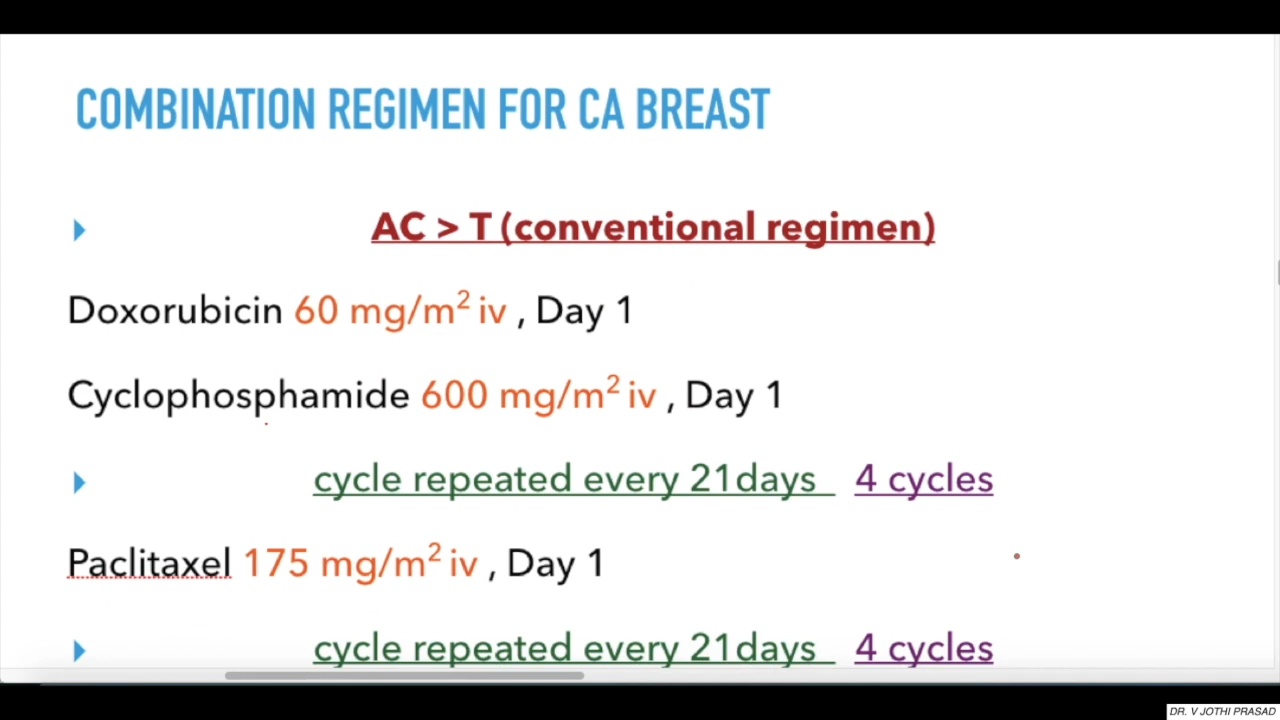 COMBINATION REGIMEN FOR CA BREAST
AC > T (conventional regimen)
Doxorubicin 60 mg/m² iv , Day 1
Cyclophosphamide 600 mg/m² iv , Day 1
cycle repeated every 21days 4 cycles
Paclitaxel 175 mg/m² iv , Day 1
cycle repeated every 21days 4 cycles
DR. V JOTHI PRASAD